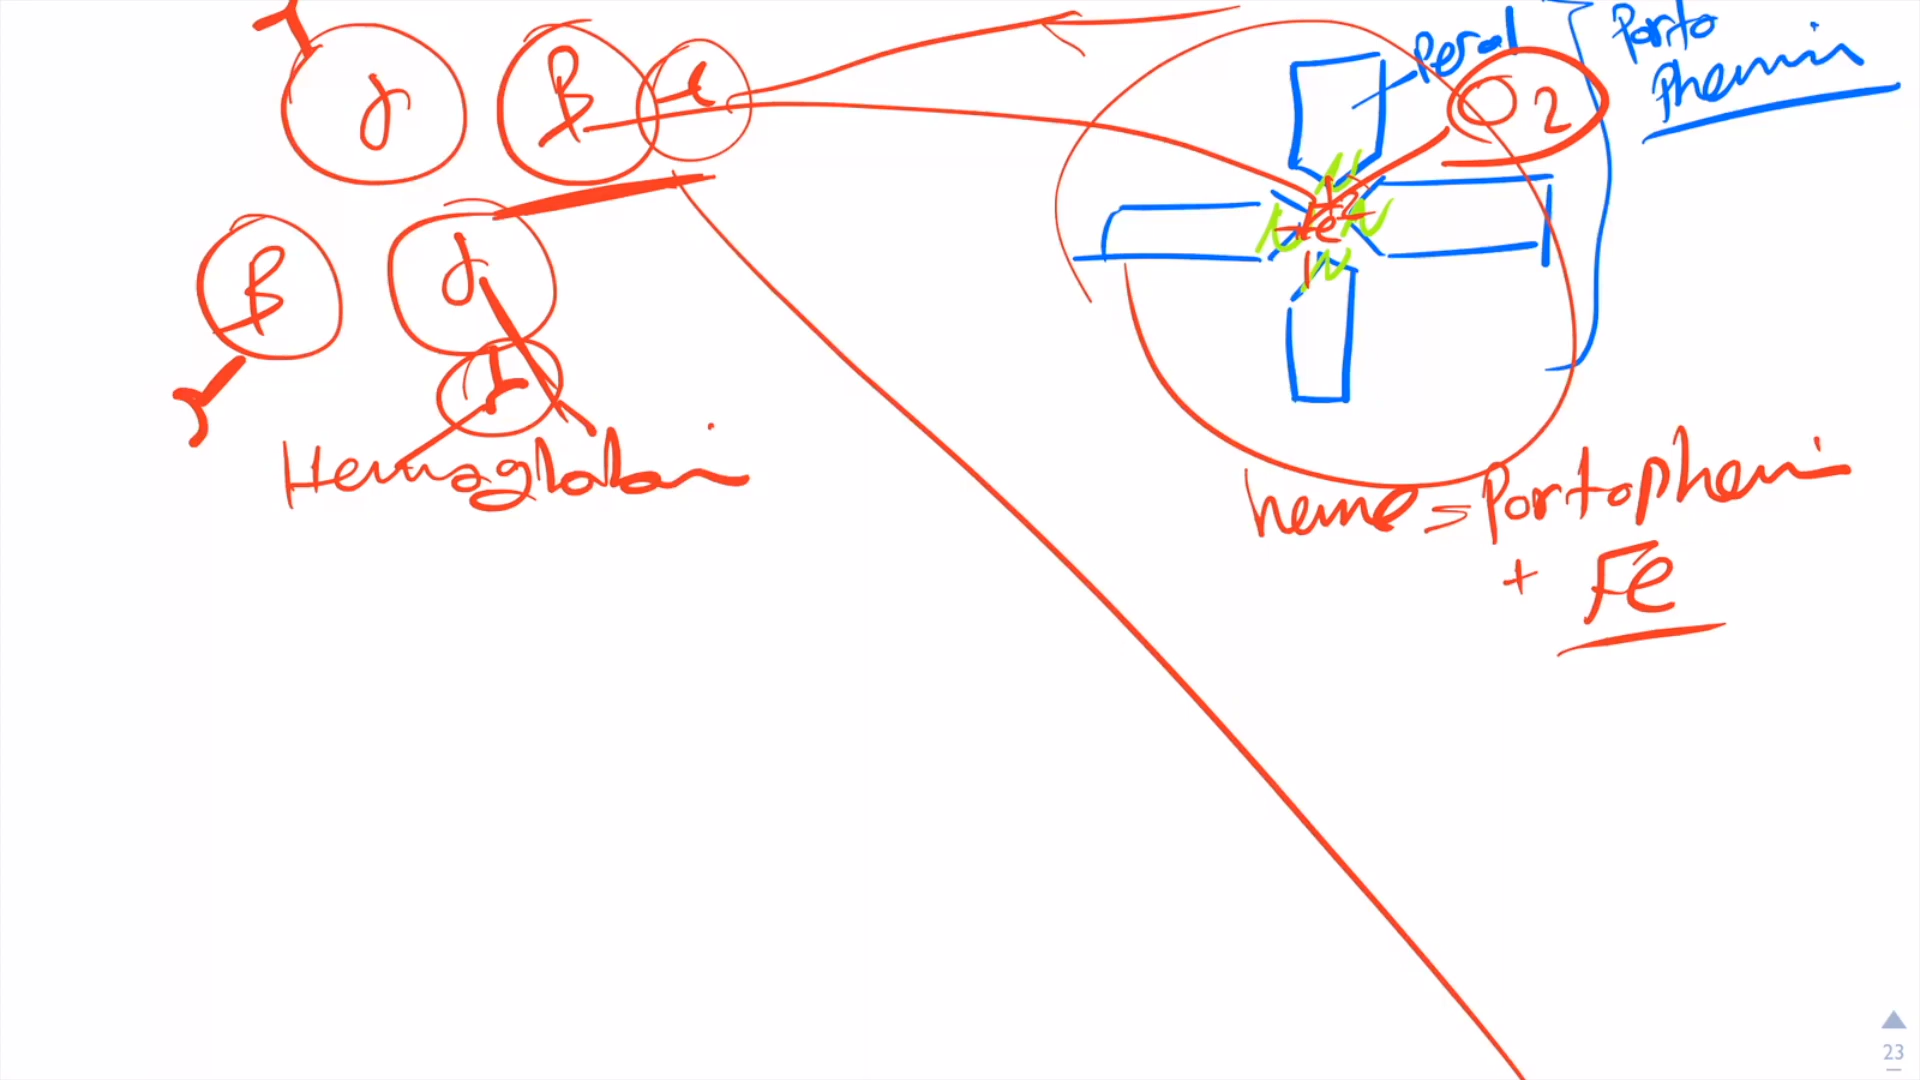 β
Perol
O2
Porto
Phemin
N
N Fe N
N
β
Hemoglobin
heme = Portophemi
+ Fe
23